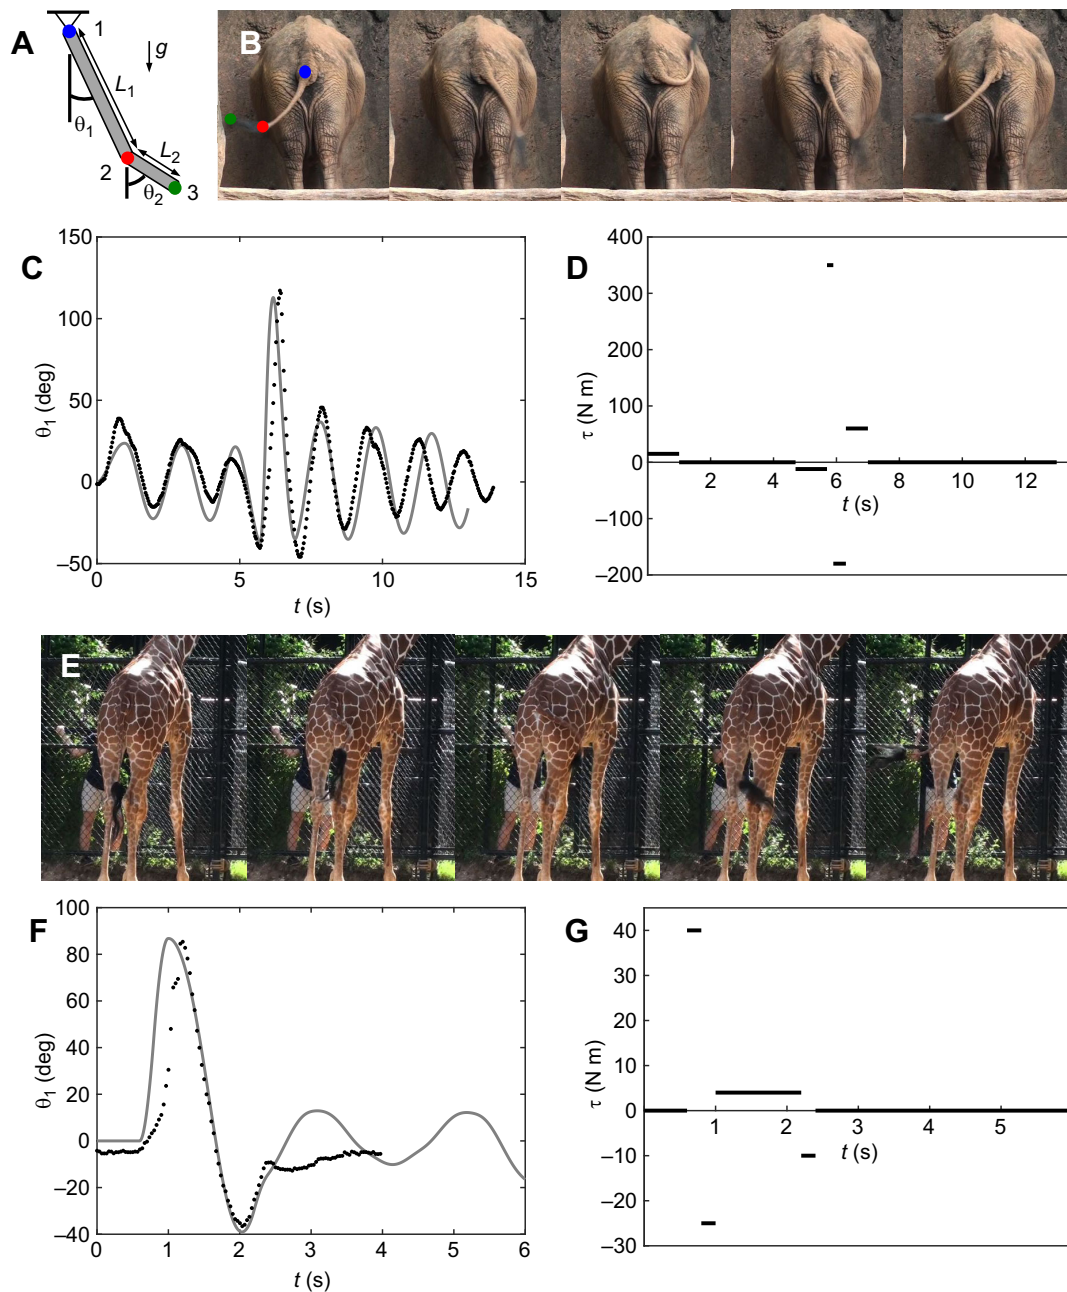 A
1
g
L1
θ1
L2
2
θ2
3
B
C
150
100
50
0
–50
0
5
10
15
θ1 (deg)
t (s)
D
400
300
200
100
0
–100
–200
2
4
6
8
10
12
τ (N m)
t (s)
E
F
100
80
60
40
20
0
–20
–40
0
1
2
3
4
5
6
θ1 (deg)
t (s)
G
40
30
20
10
0
–10
–20
–30
1
2
3
4
5
τ (N m)
t (s)